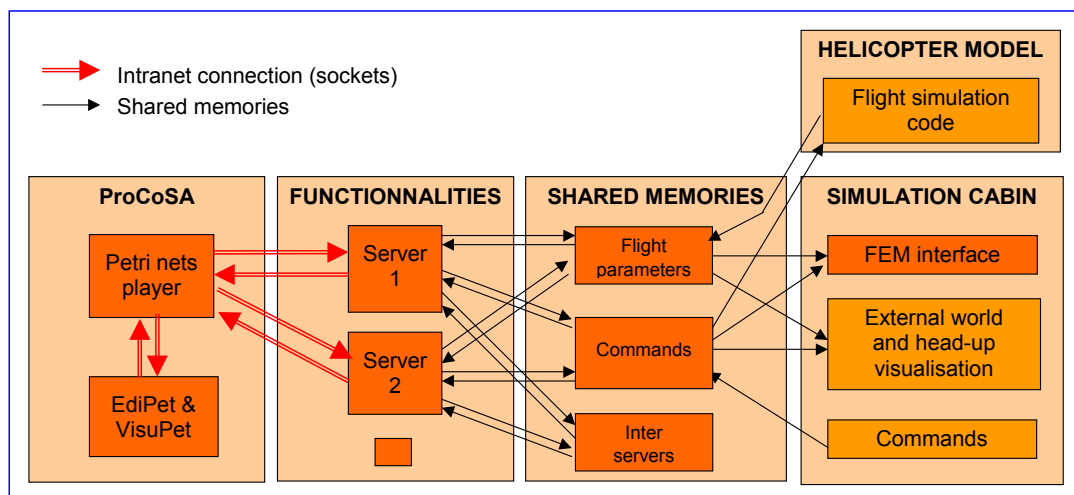 Intranet connection (sockets)
Shared memories
HELICOPTER MODEL
Flight simulation
code
ProCoSA
Petri nets
player
EdiPet &
VisuPet
FUNCTIONNALITIES
Server
1
Server
2
SHARED MEMORIES
Flight
parameters
Commands
Inter
servers
SIMULATION CABIN
FEM interface
External world
and head-up
visualisation
Commands